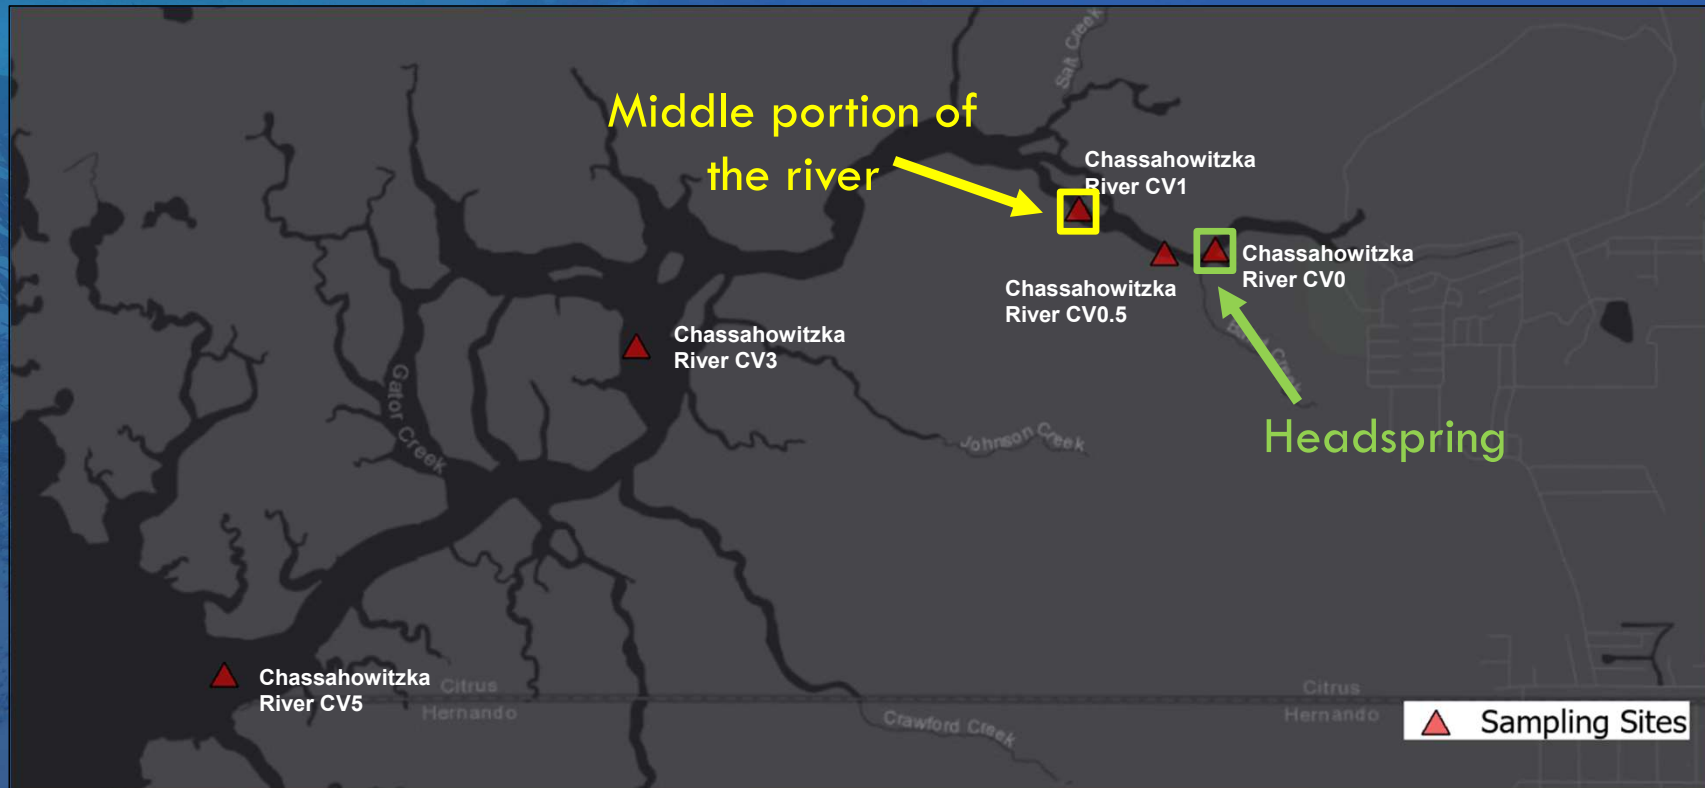 Salt Creek
Middle portion of
the river
Chassahowitzka
River CV1
Chassahowitzka
River CV0
Chassahowitzka
River CV0.5
Chassahowitzka
River CV3
Gator Creek
Creek
Johnson Creek
Headspring
Chassahowitzka
River CV5
Citrus
Hernando
Crawford Creek
Citrus
Hernando
Sampling Sites